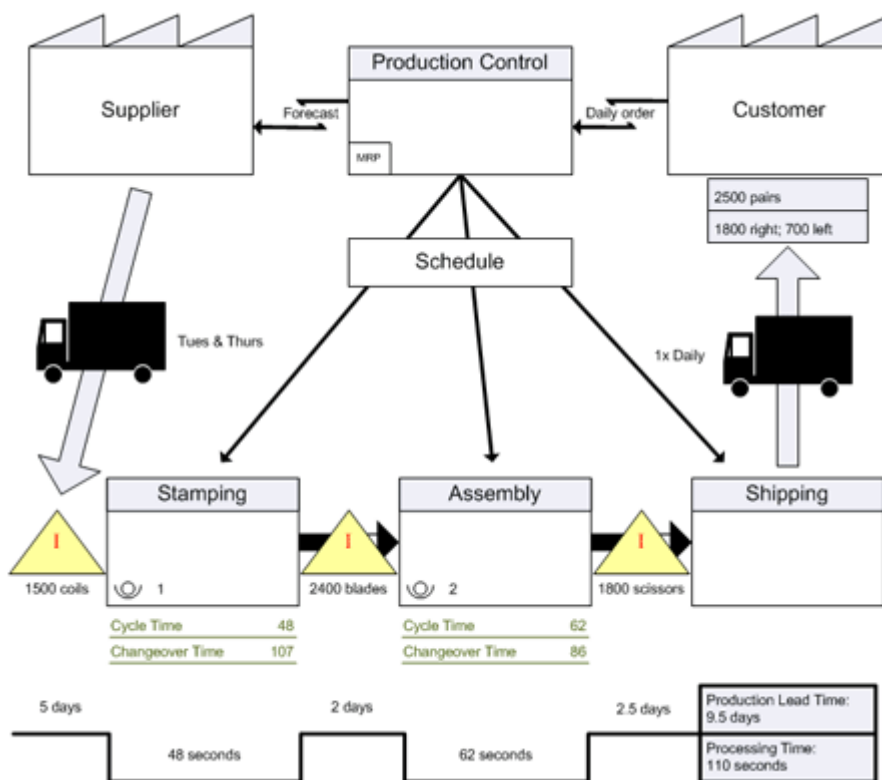 Supplier
Production Control
Customer
Forecast
Daily order
MRP
2500 pairs
1800 right; 700 left
Schedule
Tues & Thurs
1x Daily
Stamping
Assembly
Shipping
I
I
I
1500 coils
1
2400 blades
2
1800 scissors
Cycle Time 48
Changeover Time 107
Cycle Time 62
Changeover Time 86
5 days
2 days
2.5 days
Production Lead Time:
9.5 days
48 seconds
62 seconds
Processing Time:
110 seconds